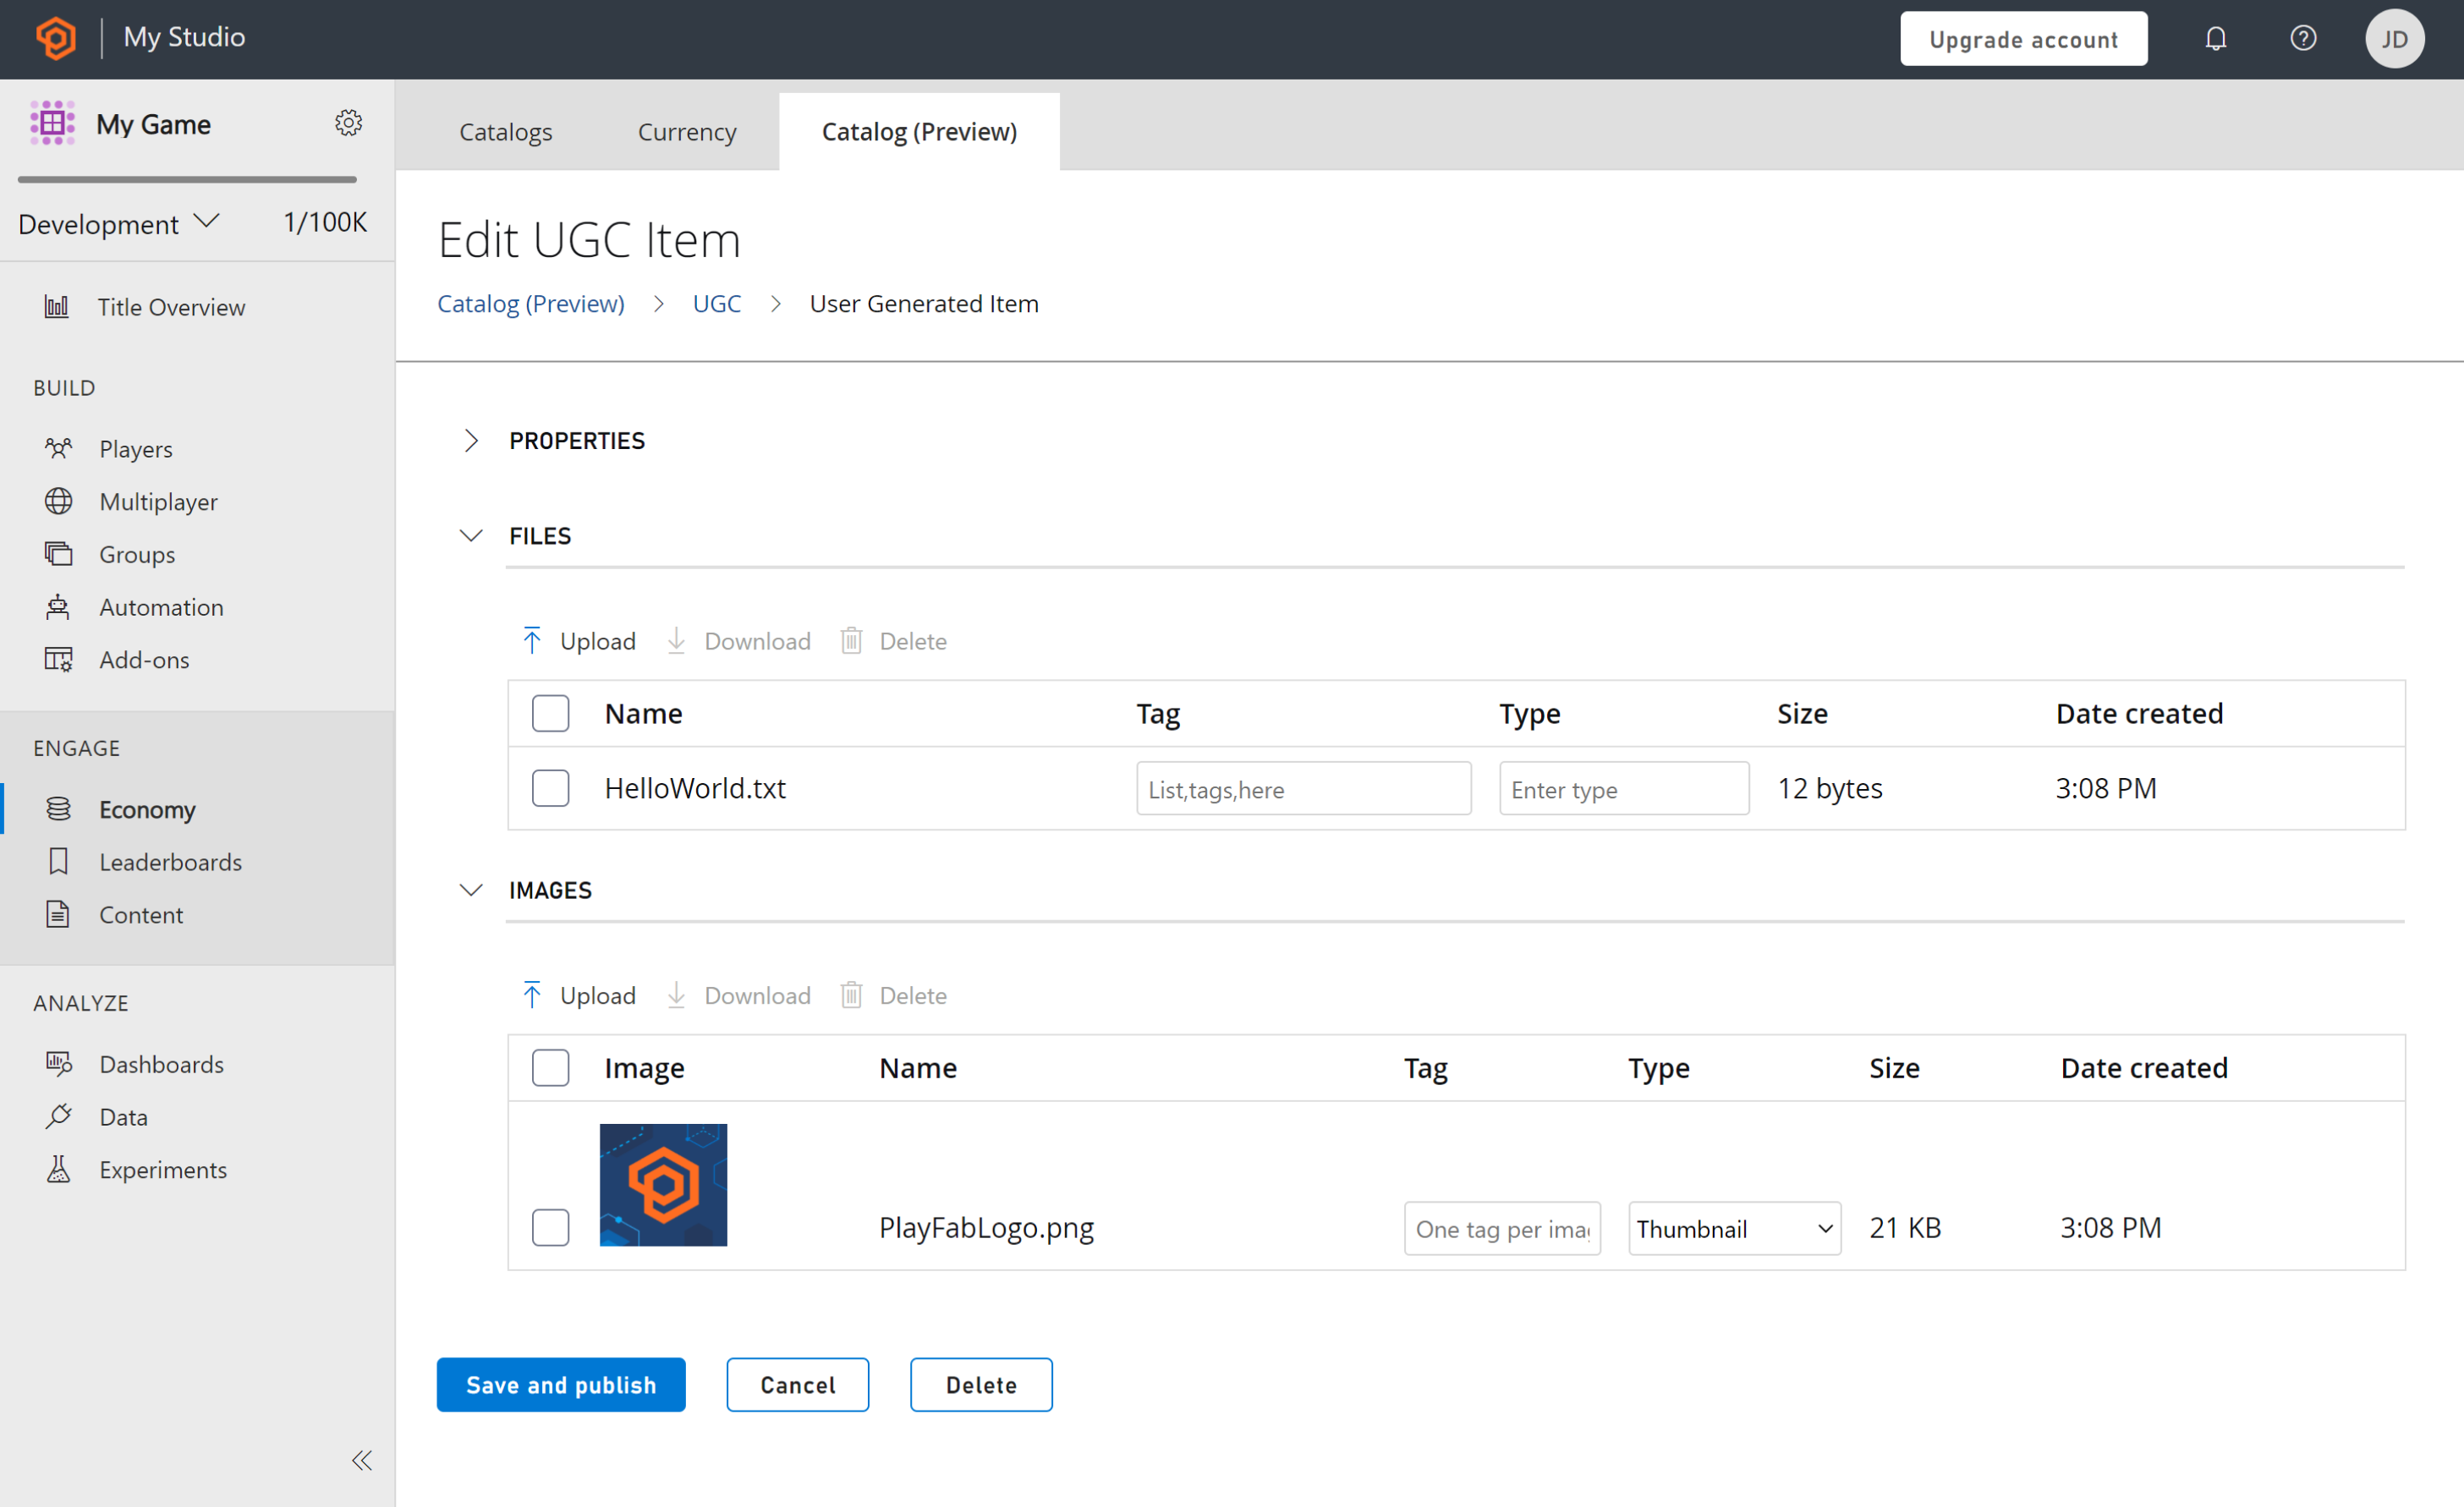 My Studio
Upgrade account
JD
My Game
Development 1/100K
Title Overview
BUILD
Players
Multiplayer
Groups
Automation
Add-ons
ENGAGE
Economy
Leaderboards
Content
ANALYZE
Dashboards
Data
Experiments
Catalogs Currency Catalog (Preview)
Edit UGC Item
Catalog (Preview) > UGC > User Generated Item
PROPERTIES
FILES
Upload Download Delete
Name Tag Type Size Date created
HelloWorld.txt List,tags,here Enter type 12 bytes 3:08 PM
IMAGES
Upload Download Delete
Image Name Tag Type Size Date created
PlayFabLogo.png One tag per ima Thumbnail 21 KB 3:08 PM
Save and publish Cancel Delete